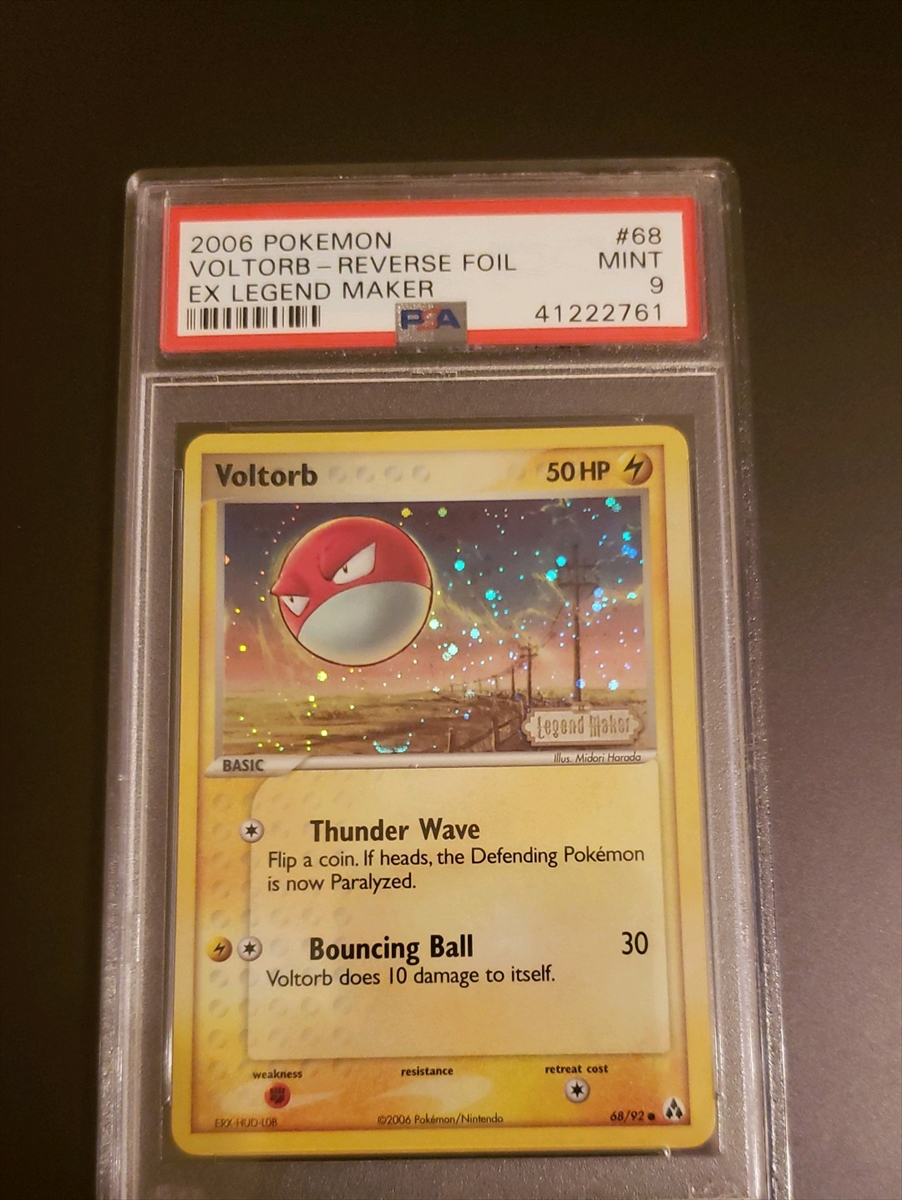 2006 POKEMON #68
VOLTORB - REVERSE FOIL MINT
EX LEGEND MAKER 9
PSA 41222761
Voltorb 50 HP
Legend Maker
BASIC Illus. Midori Harada
Thunder Wave
Flip a coin. If heads, the Defending Pokémon
is now Paralyzed.
Bouncing Ball 30
Voltorb does 10 damage to itself.
weakness resistance retreat cost
©2006 Pokémon/Nintendo 68/92